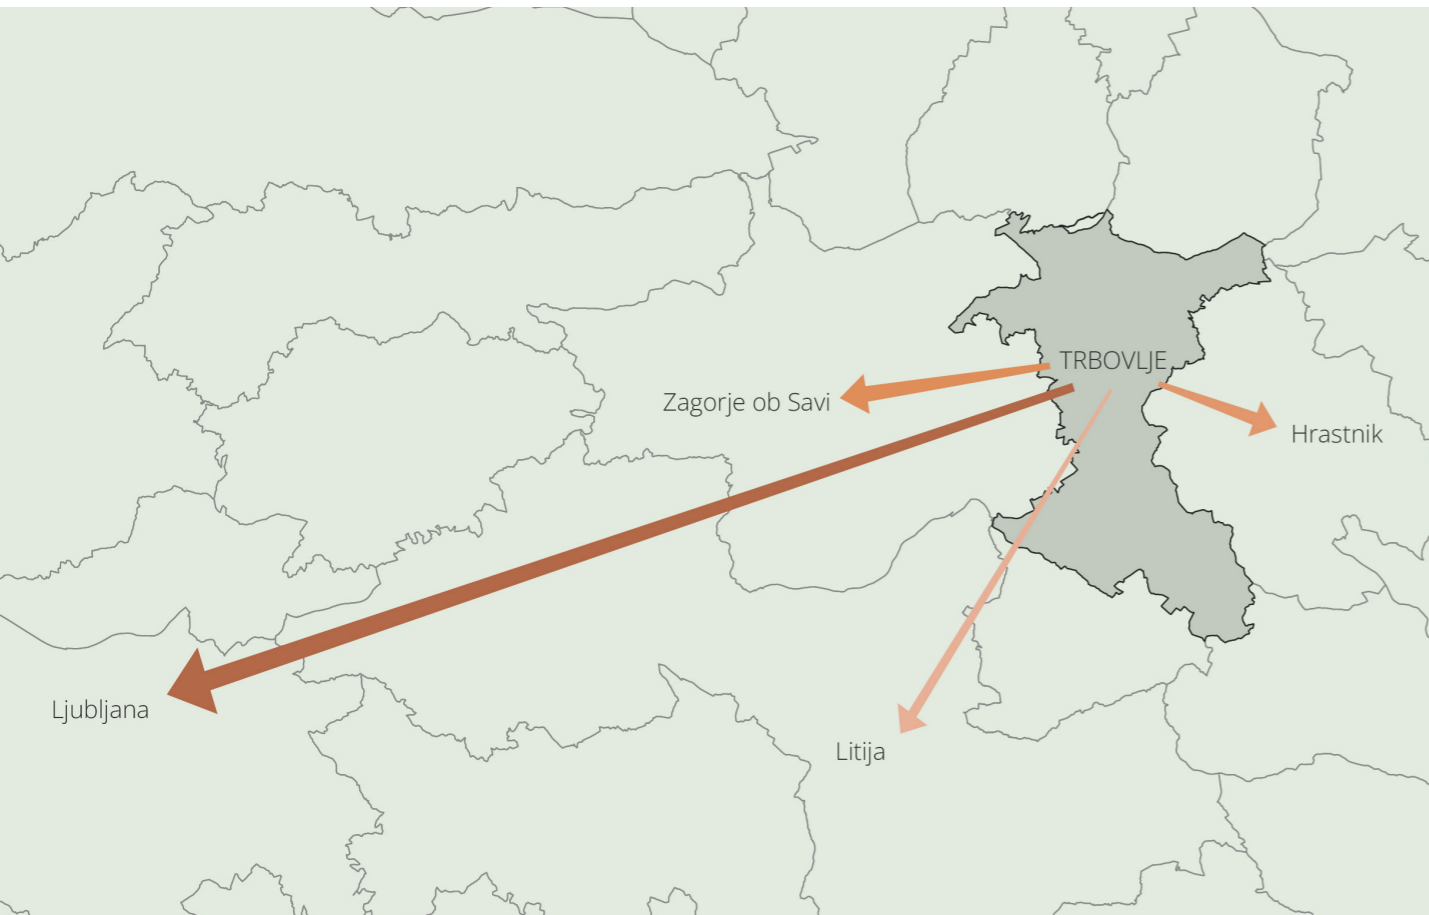 TRBOVLJE
Zagorje ob Savi
Hrastnik
Ljubljana
Litija